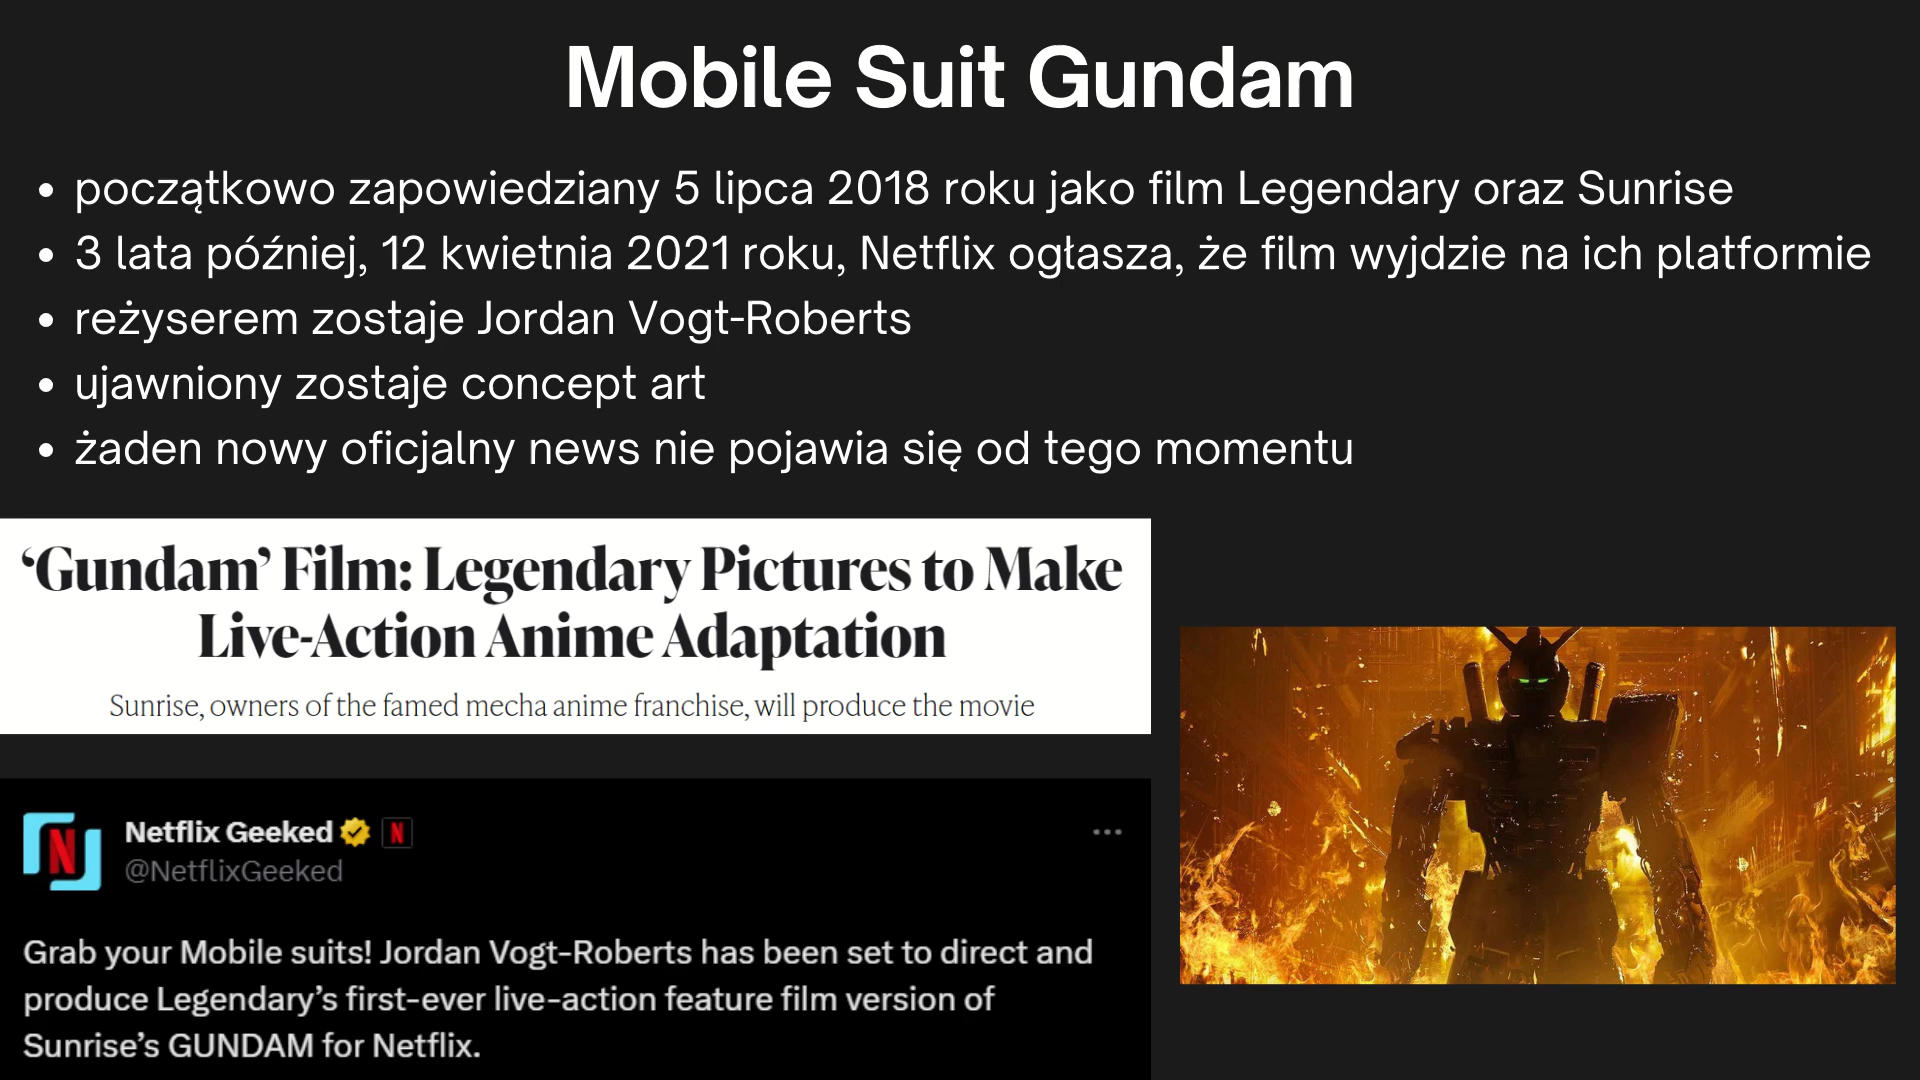 Mobile Suit Gundam
• początkowo zapowiedziany 5 lipca 2018 roku jako film Legendary oraz Sunrise
• 3 lata później, 12 kwietnia 2021 roku, Netflix ogłasza, że film wyjdzie na ich platformie
• reżyserem zostaje Jordan Vogt-Roberts
• ujawniony zostaje concept art
• żaden nowy oficjalny news nie pojawia się od tego momentu
‘Gundam’ Film: Legendary Pictures to Make
Live-Action Anime Adaptation
Sunrise, owners of the famed mecha anime franchise, will produce the movie
N
Netflix Geeked N
@NetflixGeeked
Grab your Mobile suits! Jordan Vogt-Roberts has been set to direct and
produce Legendary’s first-ever live-action feature film version of
Sunrise’s GUNDAM for Netflix.